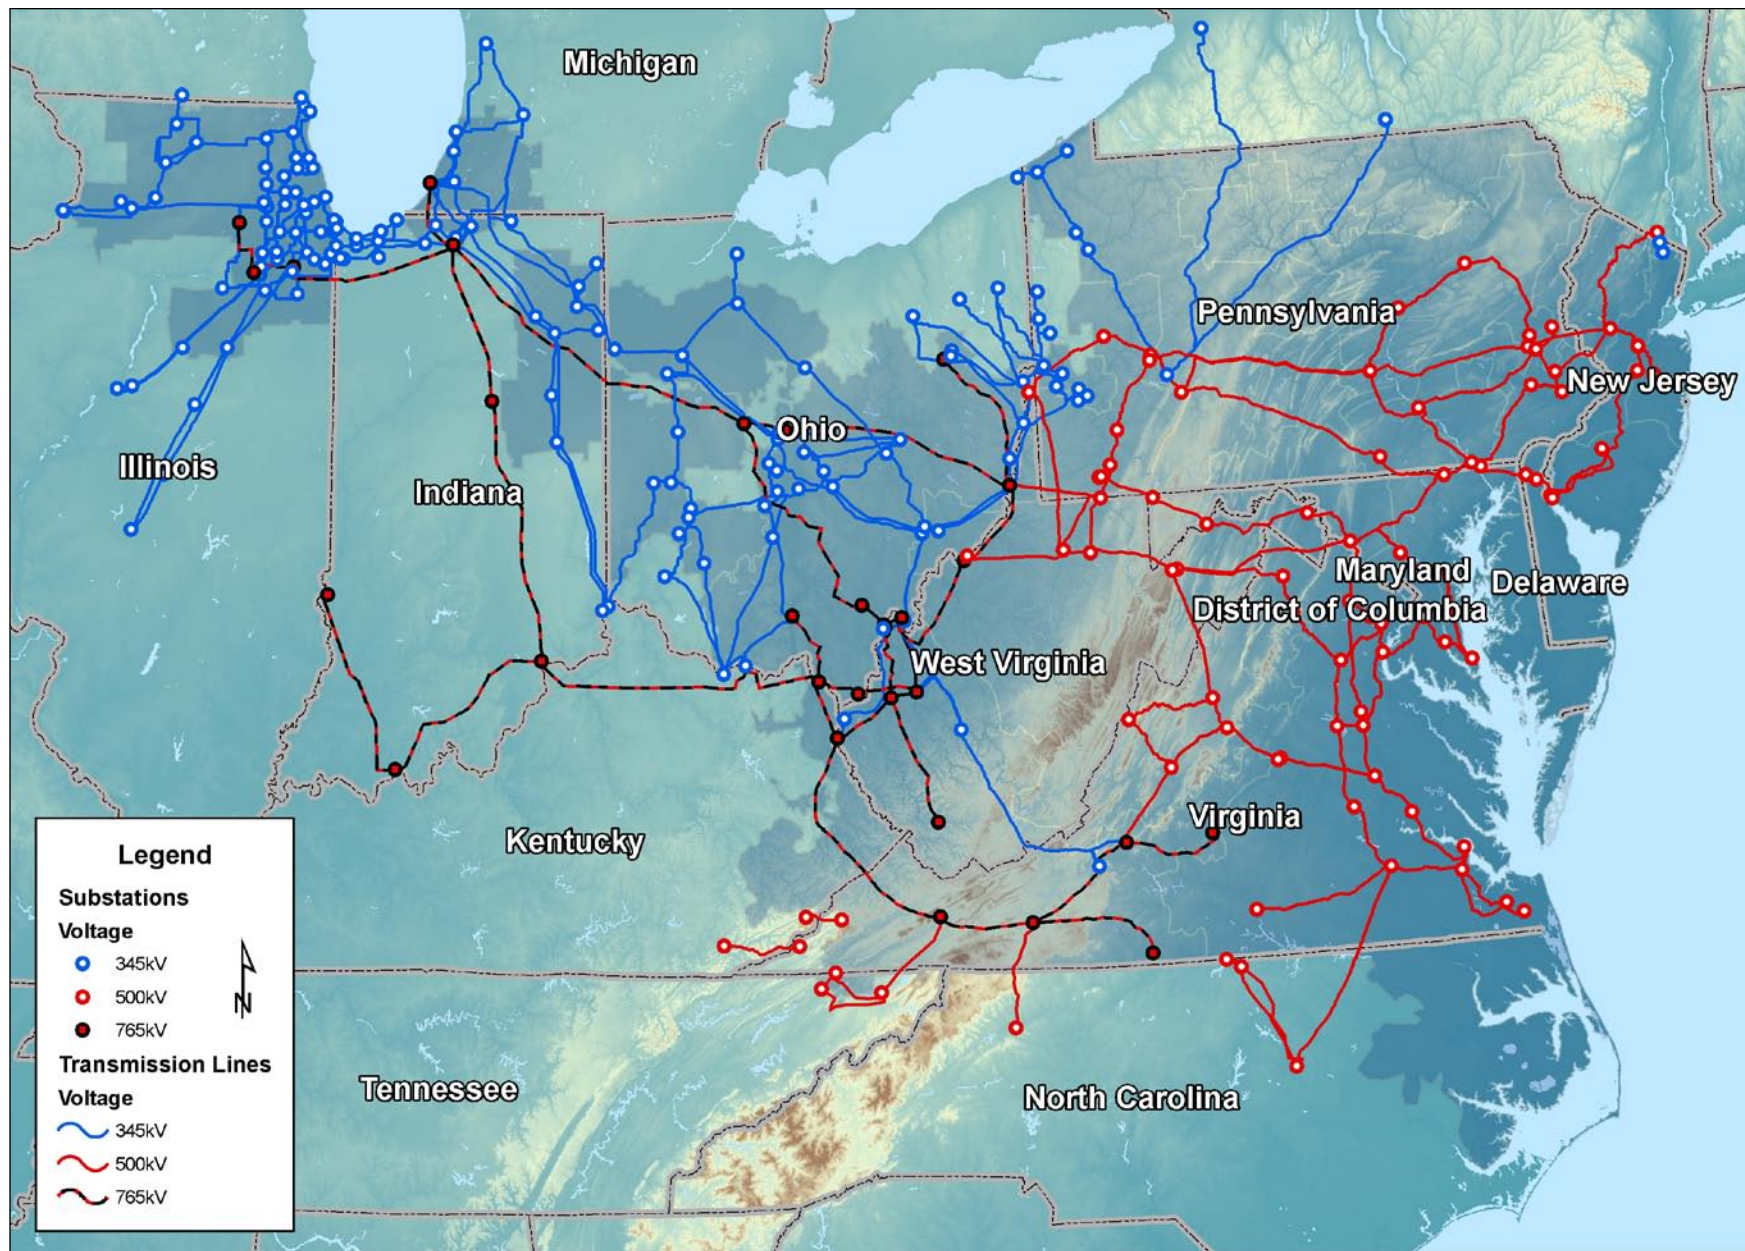 Michigan
Pennsylvania
New Jersey
Ohio
Illinois
Indiana
Maryland
Delaware
District of Columbia
West Virginia
Virginia
Kentucky
Tennessee
North Carolina
Legend
Substations
Voltage
345kV
500kV
765kV
N
Transmission Lines
Voltage
345kV
500kV
765kV